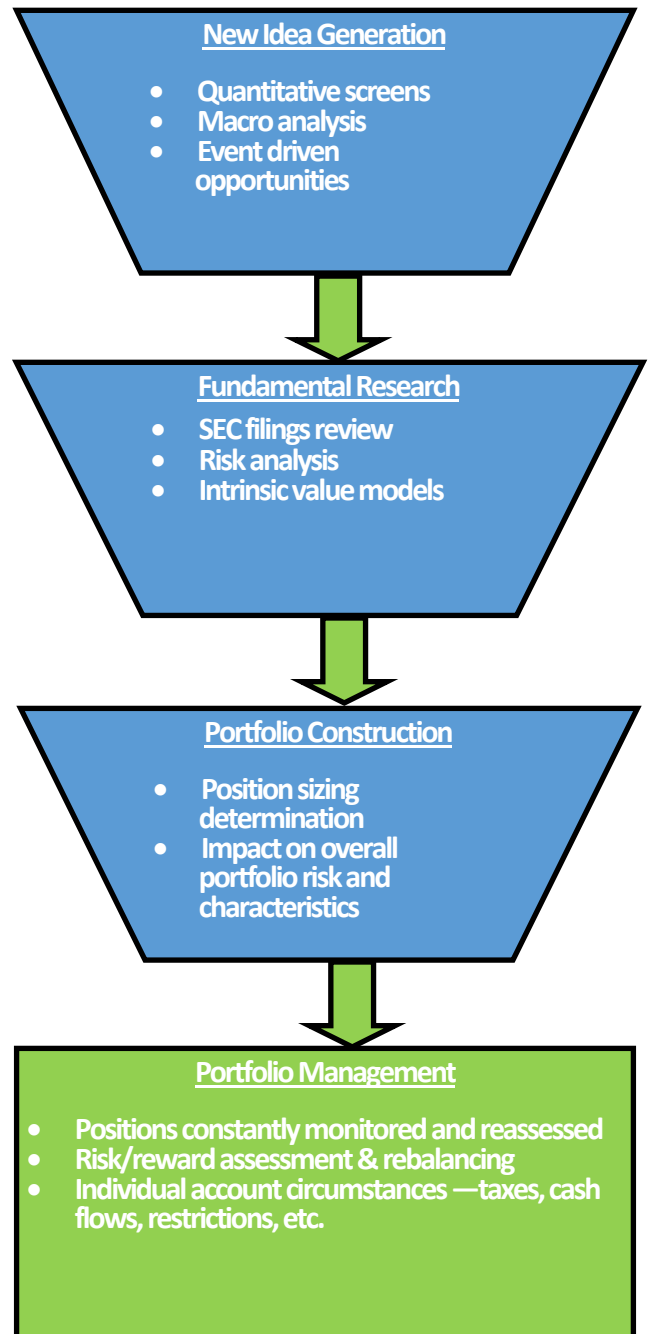 New Idea Generation
• Quantitative screens
• Macro analysis
• Event driven
opportunities
Fundamental Research
• SEC filings review
• Risk analysis
• Intrinsic value models
Portfolio Construction
• Position sizing
determination
• Impact on overall
portfolio risk and
characteristics
Portfolio Management
• Positions constantly monitored and reassessed
• Risk/reward assessment & rebalancing
• Individual account circumstances —taxes, cash
flows, restrictions, etc.